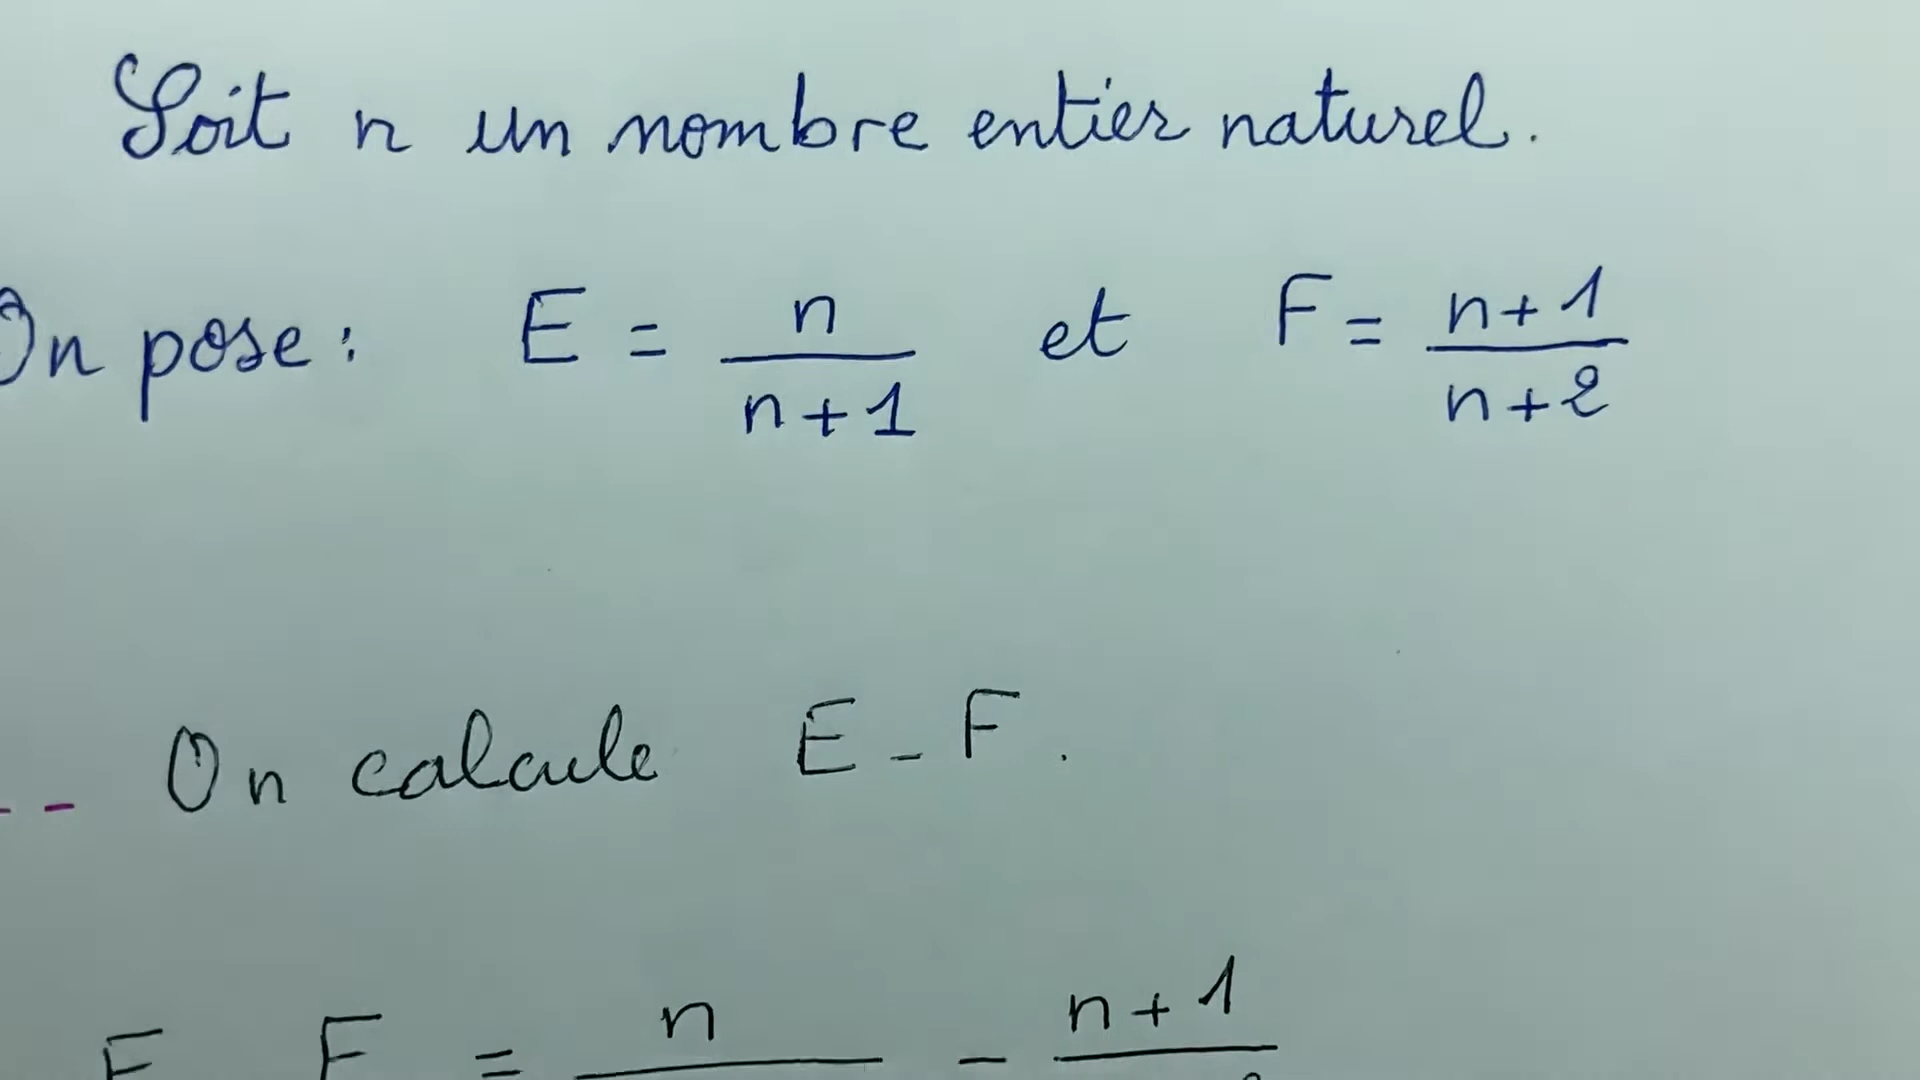 Soit n un nombre entier naturel.
On pose : E = n/(n+1) et F = (n+1)/(n+2)
-- On calcule E - F.
E F = n - n+1